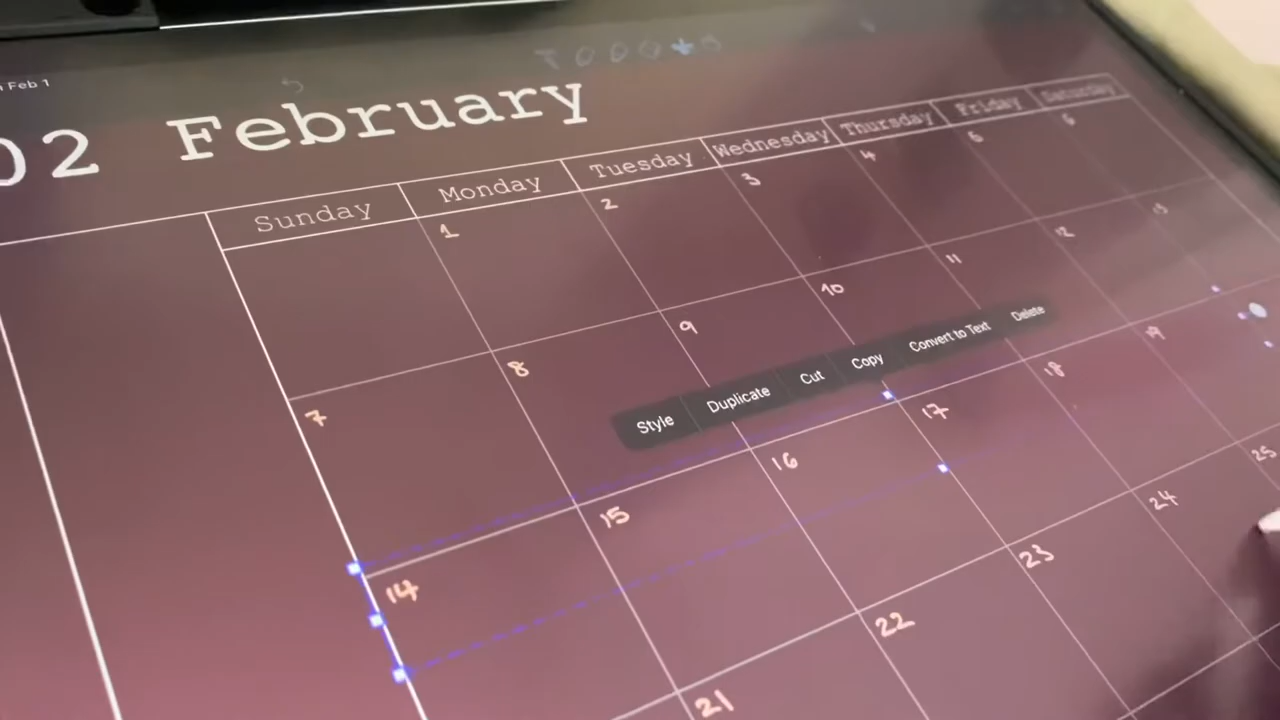 Feb 1
02 February
Sunday Monday Tuesday Wednesday Thursday Friday Saturday
1 2 3 4 5 6
7 8 9 10 11 12 13
Style Duplicate Cut Copy Convert to Text Delete
14 15 16 17 18 19
21 22 23 24 25